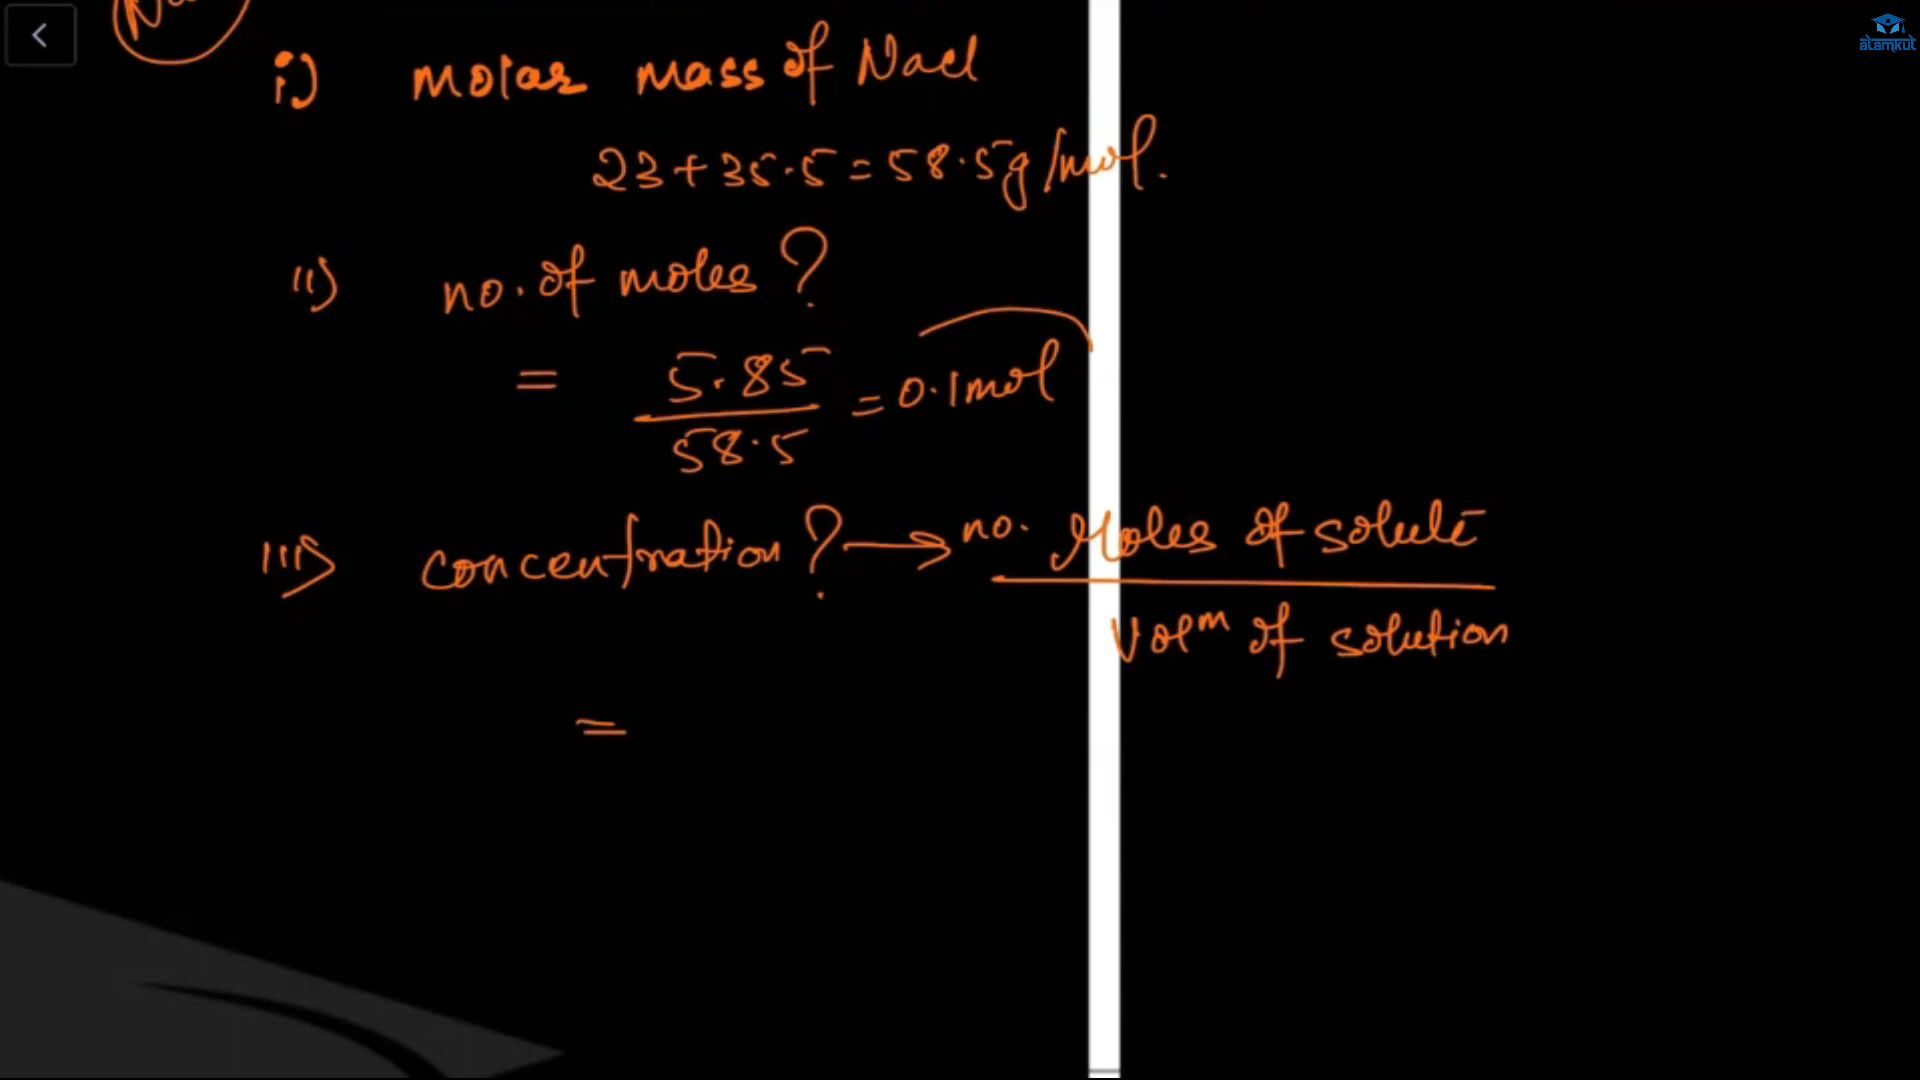 alamkut
i) molar mass of Nacl
23 + 35.5 = 58.5g/mol.
ii) no. of moles ?
= 5.85 / 58.5 = 0.1mol
iii) concentration ? → no. Moles of solute
Volm of solution
=